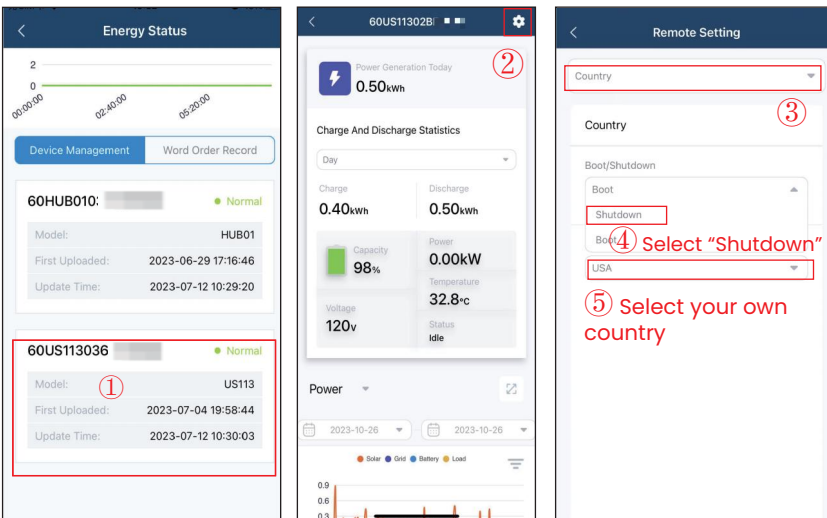 Energy Status
2
0
00:00:00
02:40:00
05:20:00
Device Management
Word Order Record
60HUB010:
Normal
Model: HUB01
First Uploaded: 2023-06-29 17:16:46
Update Time: 2023-07-12 10:29:20
60US113036
Normal
①
Model: US113
First Uploaded: 2023-07-04 19:58:44
Update Time: 2023-07-12 10:30:03
60US11302B
②
Power Generation Today
0.50kWh
Charge And Discharge Statistics
Day
Charge
Discharge
0.40kWh
0.50kWh
Capacity
98%
Power
0.00kW
Temperature
32.8°C
Voltage
120v
Status
Idle
Power
2023-10-26
2023-10-26
Solar Grid Battery Load
0.9
0.6
0.3
Remote Setting
Country
③
Country
Boot/Shutdown
Boot
Shutdown
Boot
④ Select “Shutdown”
USA
⑤ Select your own
country